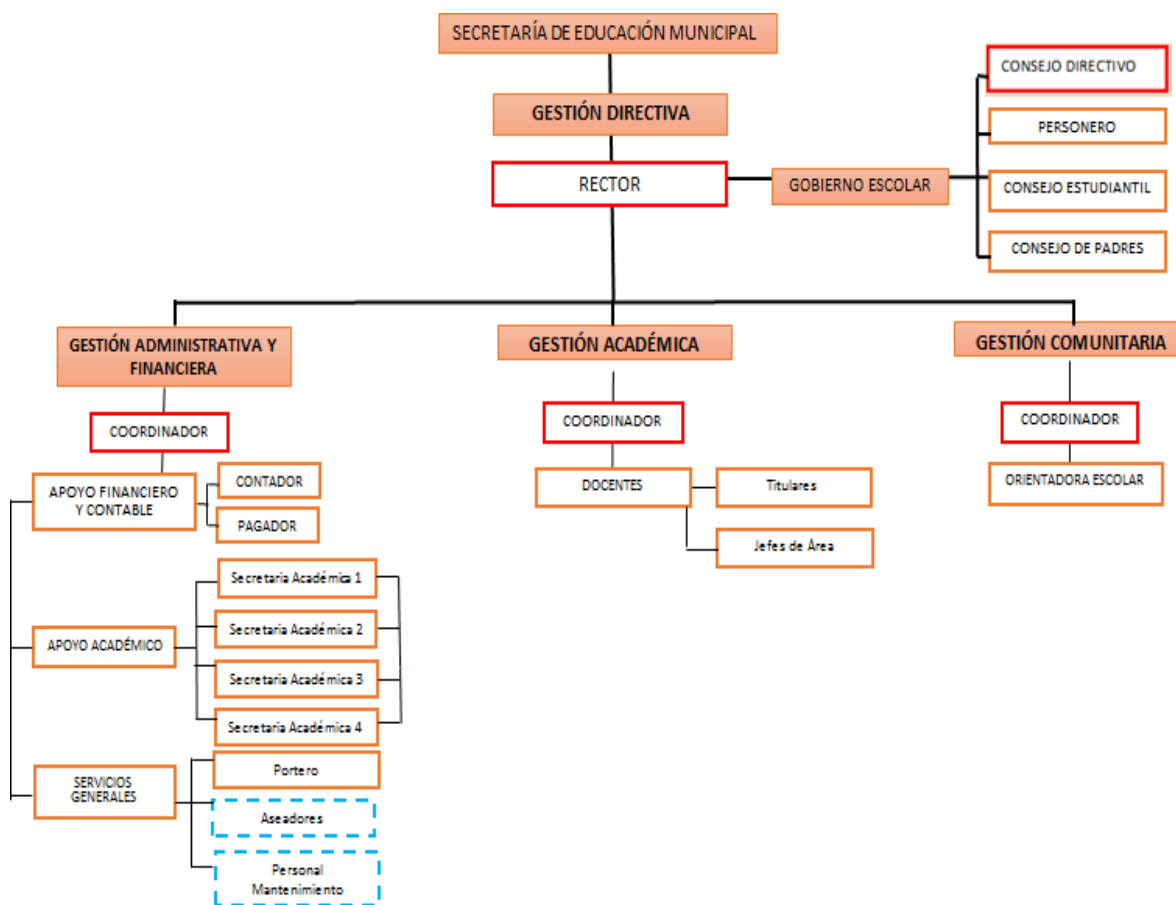 SECRETARÍA DE EDUCACIÓN MUNICIPAL
GESTIÓN DIRECTIVA
RECTOR
GOBIERNO ESCOLAR
CONSEJO DIRECTIVO
PERSONERO
CONSEJO ESTUDIANTIL
CONSEJO DE PADRES
GESTIÓN ADMINISTRATIVA Y
FINANCIERA
COORDINADOR
APOYO FINANCIERO
Y CONTABLE
CONTADOR
PAGADOR
APOYO ACADÉMICO
Secretaria Académica 1
Secretaria Académica 2
Secretaria Académica 3
Secretaria Académica 4
SERVICIOS
GENERALES
Portero
Aseadores
Personal
Mantenimiento
GESTIÓN ACADÉMICA
COORDINADOR
DOCENTES
Titulares
Jefes de Área
GESTIÓN COMUNITARIA
COORDINADOR
ORIENTADORA ESCOLAR